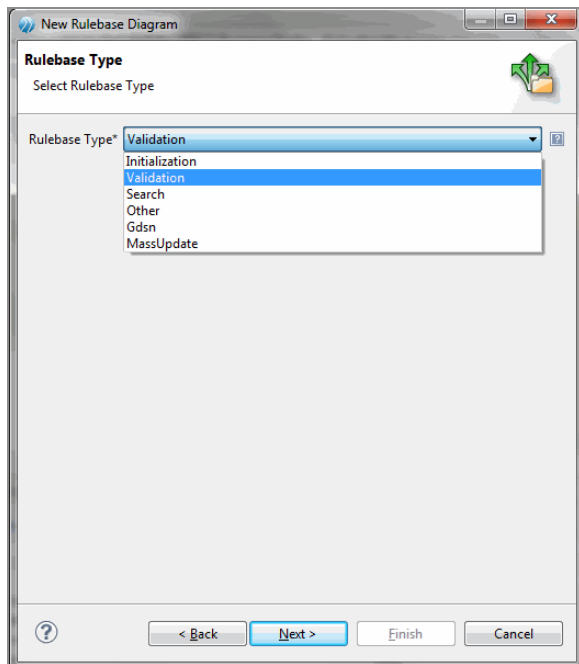 New Rulebase Diagram
Rulebase Type
Select Rulebase Type
Rulebase Type* Validation
Initialization
Validation
Search
Other
Gdsn
MassUpdate
< Back Next > Finish Cancel